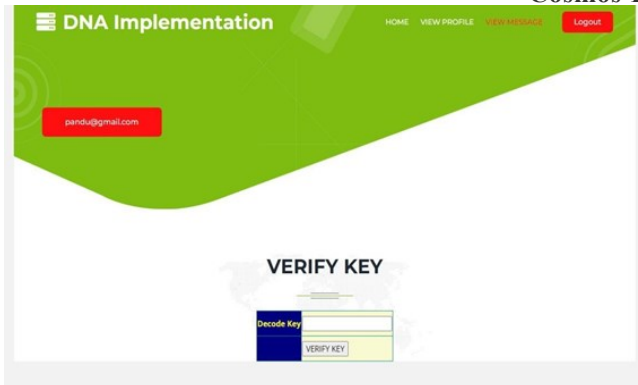 DNA Implementation
HOME VIEW PROFILE VIEW MESSAGE Logout
pandu@gmail.com
VERIFY KEY
Decode Key
VERIFY KEY